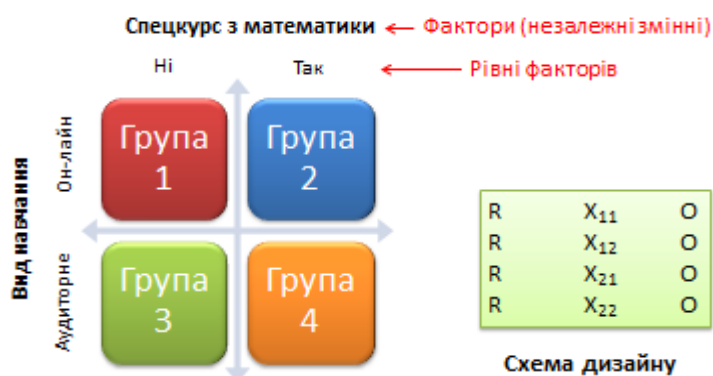 Спецкурс з математики ← Фактори (незалежні змінні)
Ні Так ← Рівні факторів
Вид навчання
Он-лайн
Група 1
Група 2
Аудиторне
Група 3
Група 4
R X₁₁ O
R X₁₂ O
R X₂₁ O
R X₂₂ O
Схема дизайну